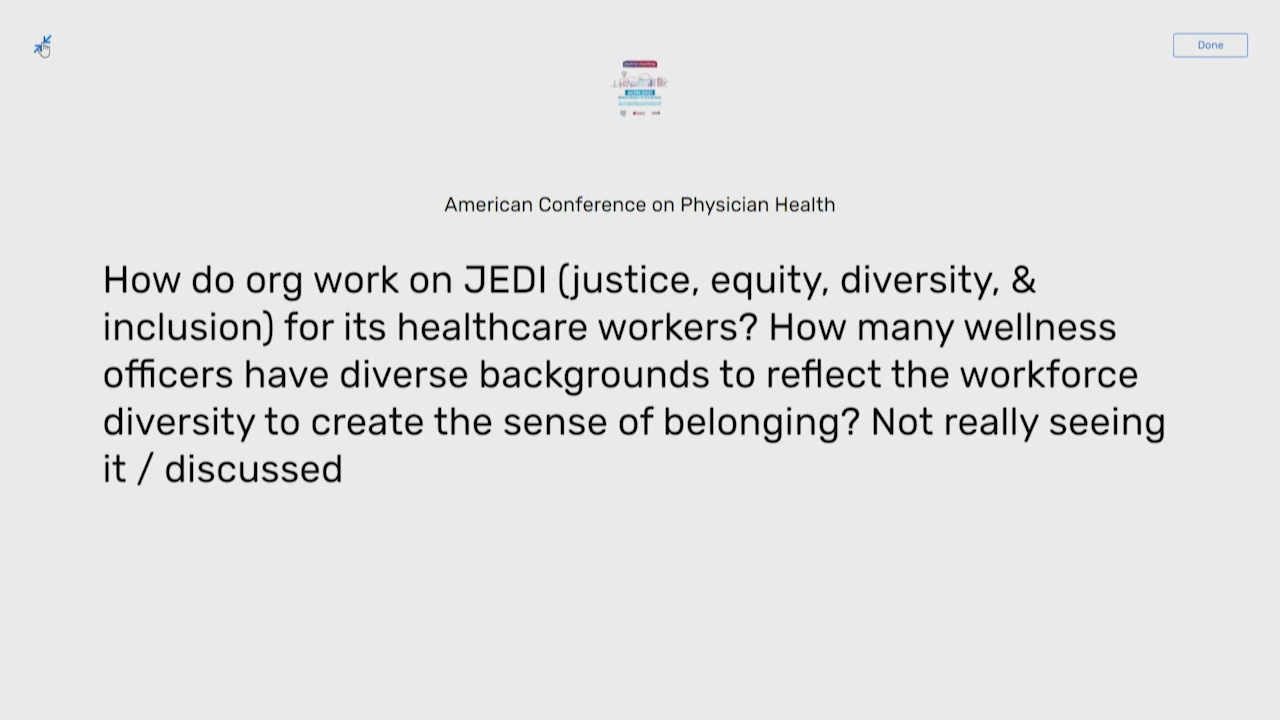 Done
American Conference on Physician Health
How do org work on JEDI (justice, equity, diversity, &
inclusion) for its healthcare workers? How many wellness
officers have diverse backgrounds to reflect the workforce
diversity to create the sense of belonging? Not really seeing
it / discussed